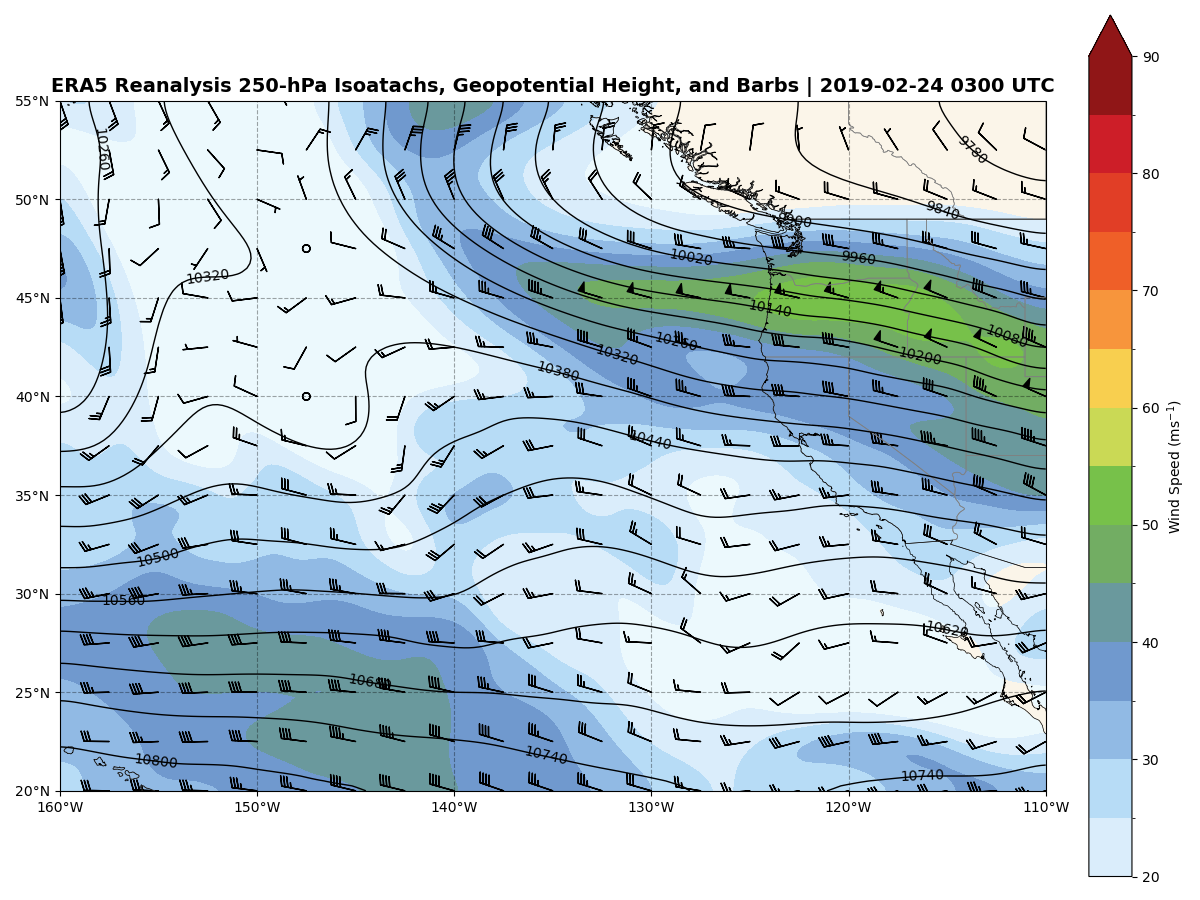 ERA5 Reanalysis 250-hPa Isoatachs, Geopotential Height, and Barbs | 2019-02-24 0300 UTC
55°N
50°N
45°N
40°N
35°N
30°N
25°N
20°N
160°W
150°W
140°W
130°W
120°W
110°W
10260
10320
9780
9840
9900
9960
10020
10140
10080
10200
10260
10320
10380
10440
10500
10560
10620
10680
10740
10800
10740
90
80
70
60
50
40
30
20
Wind Speed (ms⁻¹)